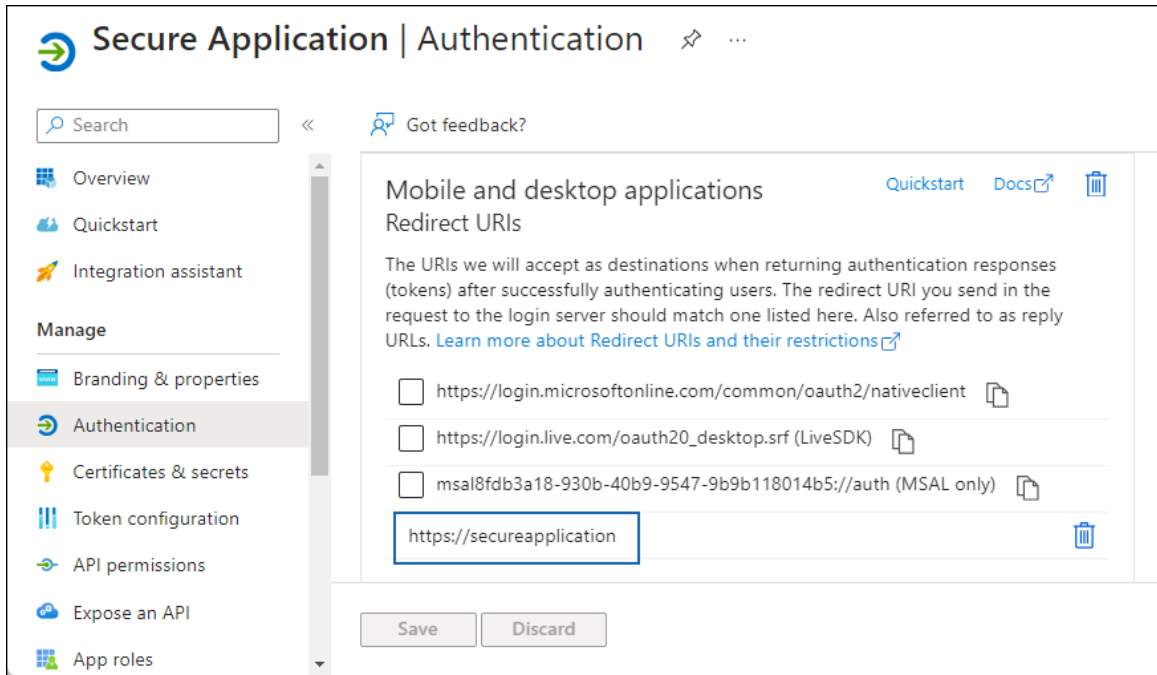 Secure Application | Authentication ...
Search
Got feedback?
Overview
Quickstart
Integration assistant
Manage
Branding & properties
Authentication
Certificates & secrets
Token configuration
API permissions
Expose an API
App roles
Mobile and desktop applications
Quickstart
Docs
Redirect URIs
The URIs we will accept as destinations when returning authentication responses
(tokens) after successfully authenticating users. The redirect URI you send in the
request to the login server should match one listed here. Also referred to as reply
URLs. Learn more about Redirect URIs and their restrictions
https://login.microsoftonline.com/common/oauth2/nativeclient
https://login.live.com/oauth20_desktop.srf (LiveSDK)
msal8fdb3a18-930b-40b9-9547-9b9b118014b5://auth (MSAL only)
https://secureapplication
Save
Discard